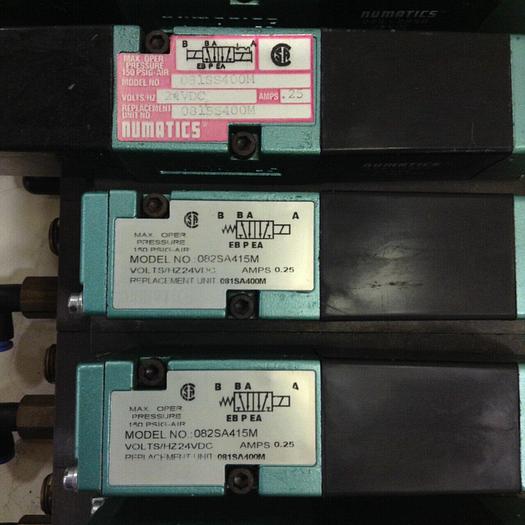 NUMATICS
B BA A
EB P EA
MAX. OPER
PRESSURE
150 PSIG-AIR
MODEL NO. 081SS400M
VOLTS/HZ 24VDC AMPS .25
REPLACEMENT
UNIT NO. 081SS400M
NUMATICS
NUMATICS
B BA A
EB P EA
MAX. OPER
PRESSURE
150 PSIG-AIR
MODEL NO.:082SA415M
VOLTS/HZ24VDC AMPS 0.25
REPLACEMENT UNIT 081SA400M
B BA A
EB P EA
MAX. OPER
PRESSURE
150 PSIG-AIR
MODEL NO.:082SA415M
VOLTS/HZ24VDC AMPS 0.25
REPLACEMENT UNIT 081SA400M